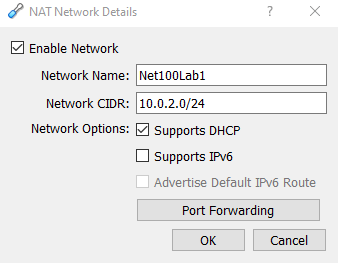 NAT Network Details
?
Enable Network
Network Name: Net100Lab1
Network CIDR: 10.0.2.0/24
Network Options: Supports DHCP
Supports IPv6
Advertise Default IPv6 Route
Port Forwarding
OK Cancel